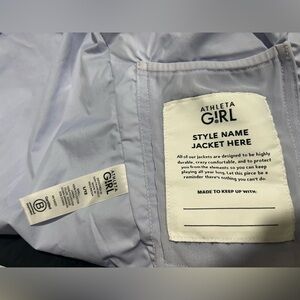 ATHLETA
GIRL
STYLE NAME
JACKET HERE
All of our jackets are designed to be highly
durable, crazy comfortable, and to protect
you from the elements so you can keep
playing all year long. Let this piece be a
reminder there's nothing you can't do.
MADE TO KEEP UP WITH:
ATHLETA
GIRL